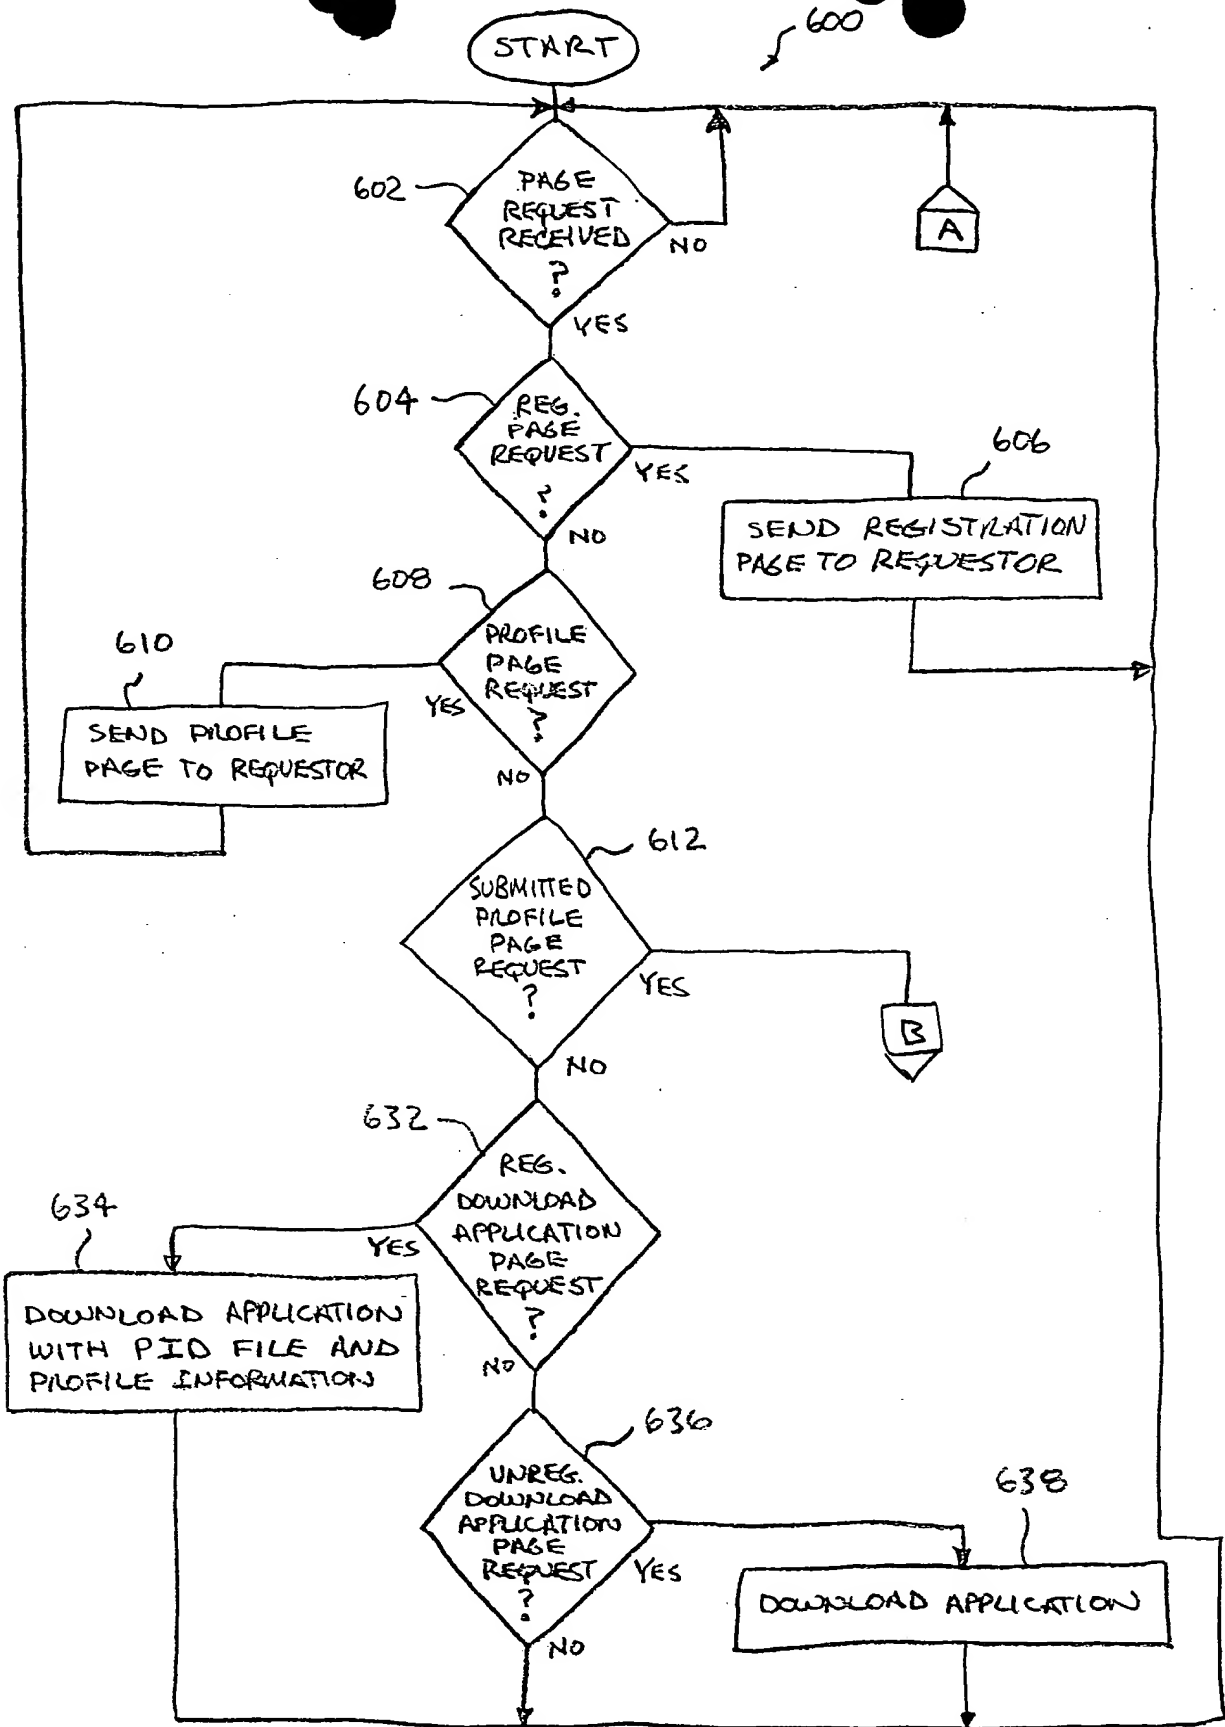 600
START
602
PAGE
REQUEST
RECEIVED
?
NO
A
YES
604
REG.
PAGE
REQUEST
?
YES
606
SEND REGISTRATION
PAGE TO REQUESTOR
NO
608
PROFILE
PAGE
REQUEST
?
YES
610
SEND PROFILE
PAGE TO REQUESTOR
NO
612
SUBMITTED
PROFILE
PAGE
REQUEST
?
YES
B
NO
632
REG.
DOWNLOAD
APPLICATION
PAGE
REQUEST
?
YES
634
DOWNLOAD APPLICATION
WITH PID FILE AND
PROFILE INFORMATION
NO
636
UNREG.
DOWNLOAD
APPLICATION
PAGE
REQUEST
?
YES
638
DOWNLOAD APPLICATION
NO